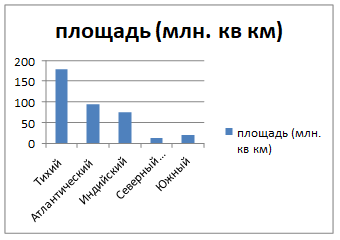 площадь (млн. кв км)
200
150
100
50
0
Тихий
Атлантический
Индийский
Северный...
Южный
площадь (млн.
кв км)